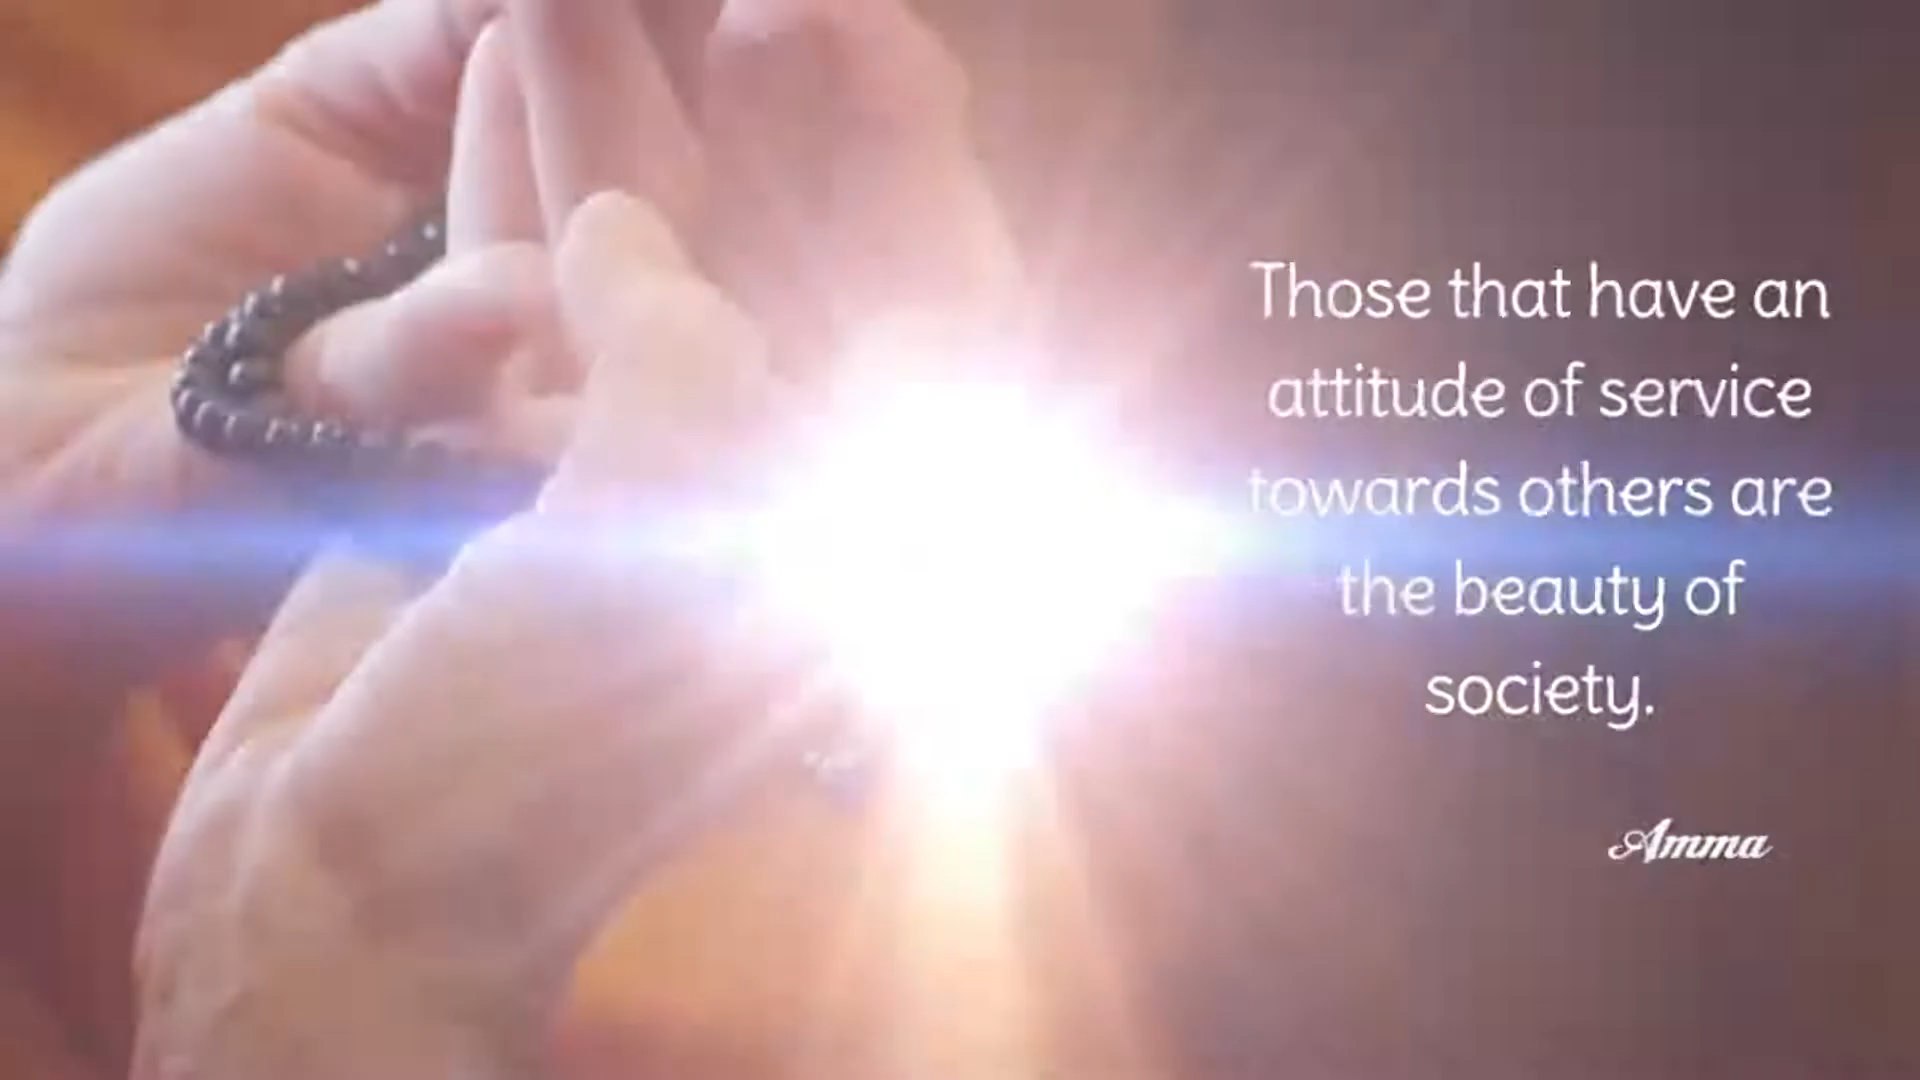 Those that have an
attitude of service
towards others are
the beauty of
society.
Amma